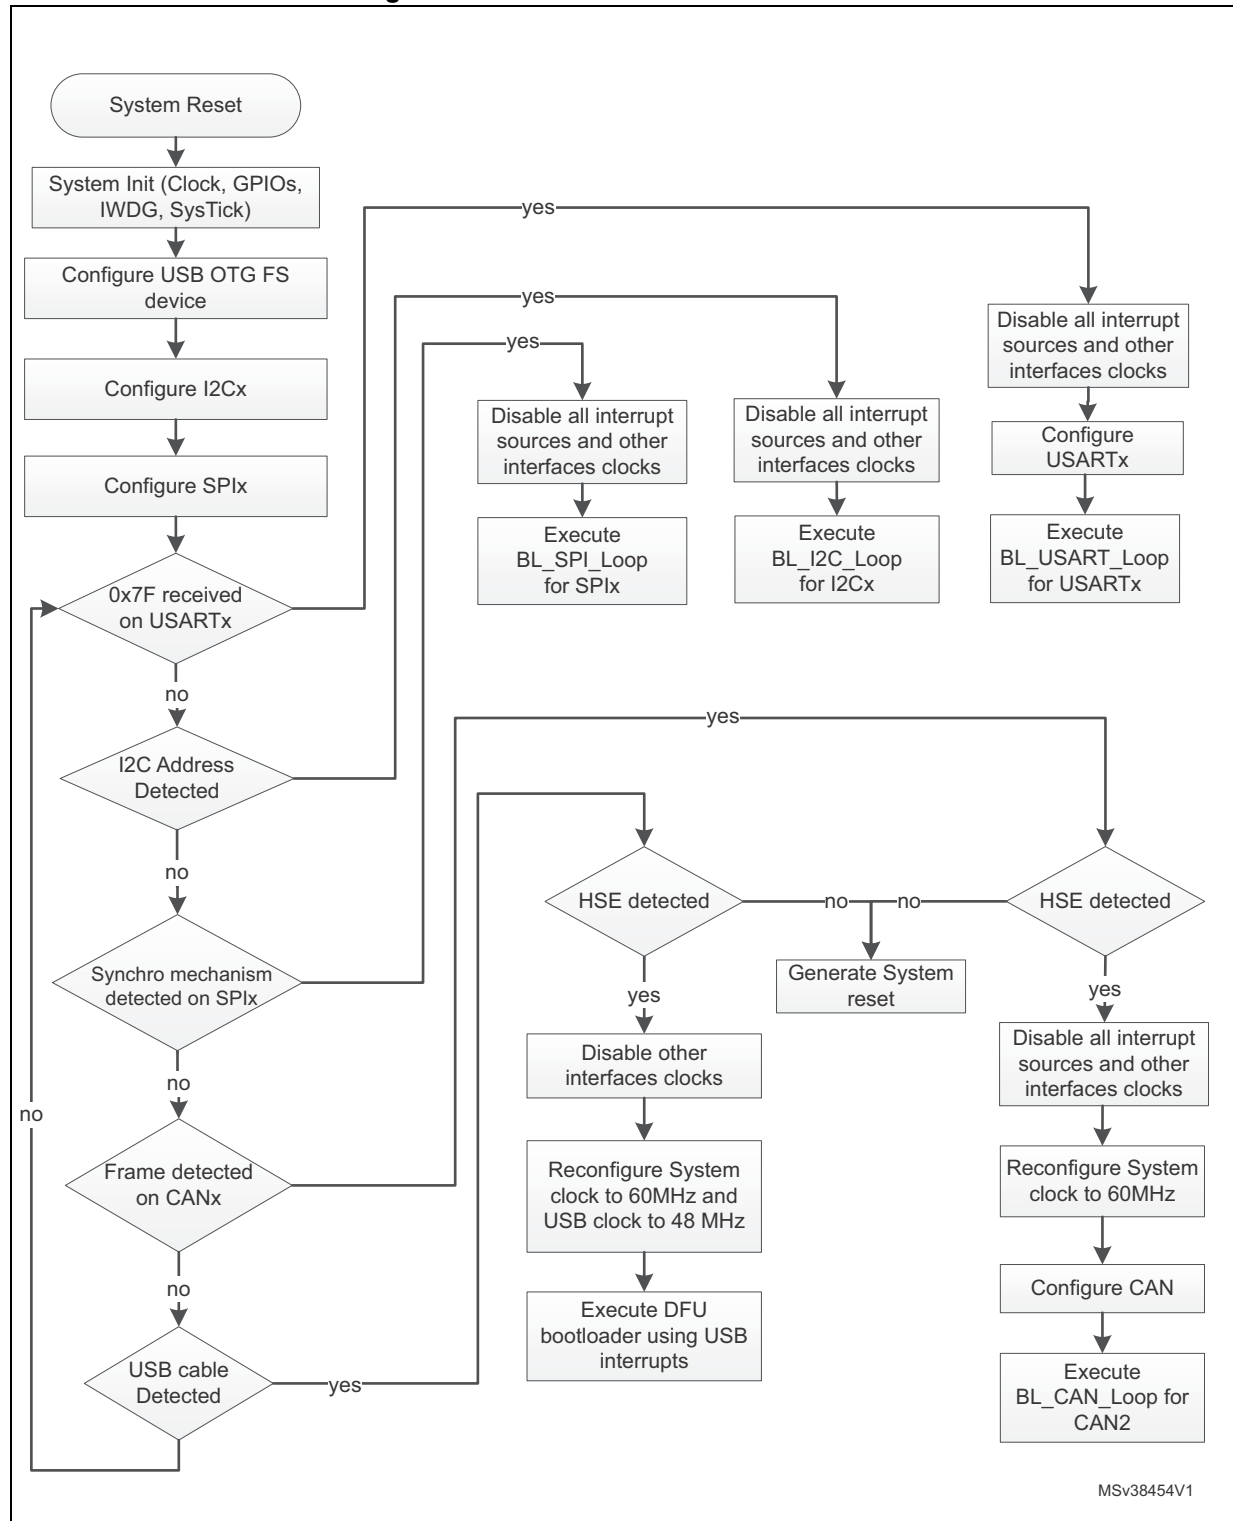 System Reset
System Init (Clock, GPIOs,
IWDG, SysTick)
Configure USB OTG FS
device
Configure I2Cx
Configure SPIx
0x7F received
on USARTx
no
I2C Address
Detected
no
Synchro mechanism
detected on SPIx
no
Frame detected
on CANx
no
USB cable
Detected
no
yes
Disable all interrupt
sources and other
interfaces clocks
Configure
USARTx
Execute
BL_USART_Loop
for USARTx
yes
Disable all interrupt
sources and other
interfaces clocks
Execute
BL_I2C_Loop
for I2Cx
yes
Disable all interrupt
sources and other
interfaces clocks
Execute
BL_SPI_Loop
for SPIx
yes
HSE detected
no
yes
Disable all interrupt
sources and other
interfaces clocks
Reconfigure System
clock to 60MHz
Configure CAN
Execute
BL_CAN_Loop for
CAN2
yes
HSE detected
no
Generate System
reset
yes
Disable other
interfaces clocks
Reconfigure System
clock to 60MHz and
USB clock to 48 MHz
Execute DFU
bootloader using USB
interrupts
MSv38454V1